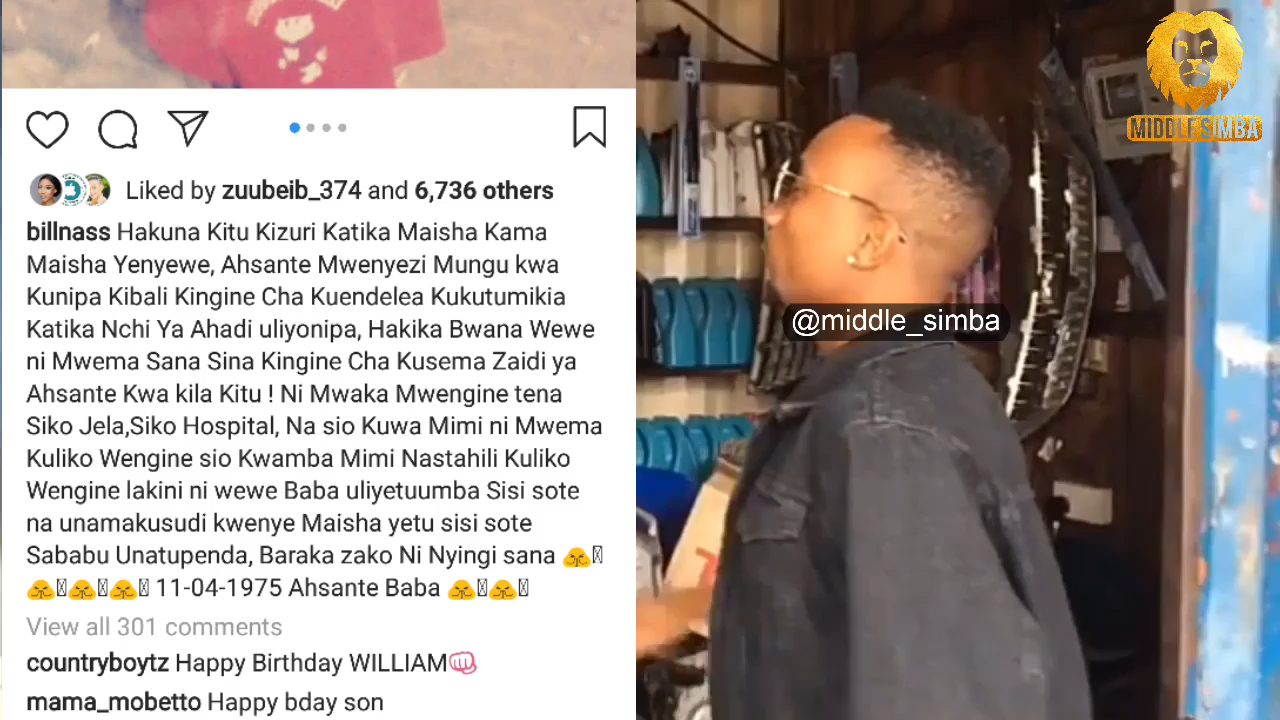 Liked by zuubeib_374 and 6,736 others
billnass Hakuna Kitu Kizuri Katika Maisha Kama
Maisha Yenyewe, Ahsante Mwenyezi Mungu kwa
Kunipa Kibali Kingine Cha Kuendelea Kukutumikia
Katika Nchi Ya Ahadi uliyonipa, Hakika Bwana Wewe
ni Mwema Sana Sina Kingine Cha Kusema Zaidi ya
Ahsante Kwa kila Kitu ! Ni Mwaka Mwengine tena
Siko Jela,Siko Hospital, Na sio Kuwa Mimi ni Mwema
Kuliko Wengine sio Kwamba Mimi Nastahili Kuliko
Wengine lakini ni wewe Baba uliyetuumba Sisi sote
na unamakusudi kwenye Maisha yetu sisi sote
Sababu Unatupenda, Baraka zako Ni Nyingi sana
11-04-1975 Ahsante Baba
View all 301 comments
countryboytz Happy Birthday WILLIAM
mama_mobetto Happy bday son
MIDDLE SIMBA
@middle_simba